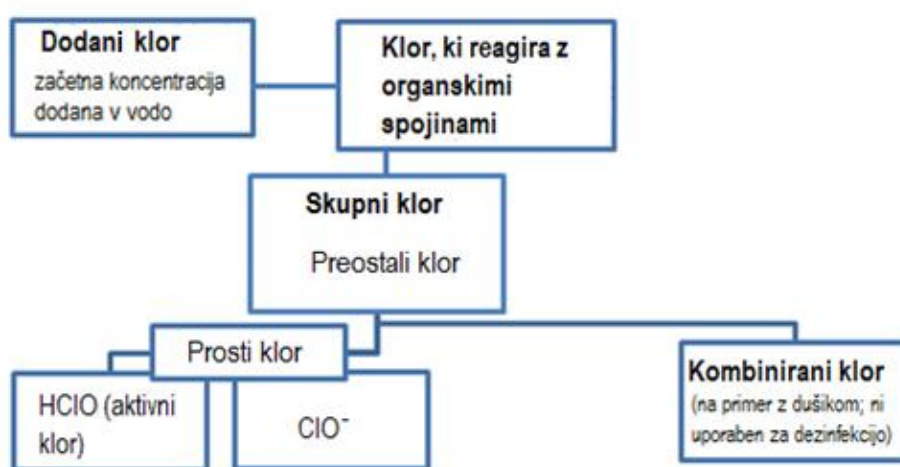 Dodani klor
začetna koncentracija
dodana v vodo
Klor, ki reagira z
organskimi
spojinami
Skupni klor
Preostali klor
Prosti klor
HClO (aktivni
klor)
ClO⁻
Kombinirani klor
(na primer z dušikom; ni
uporaben za dezinfekcijo)